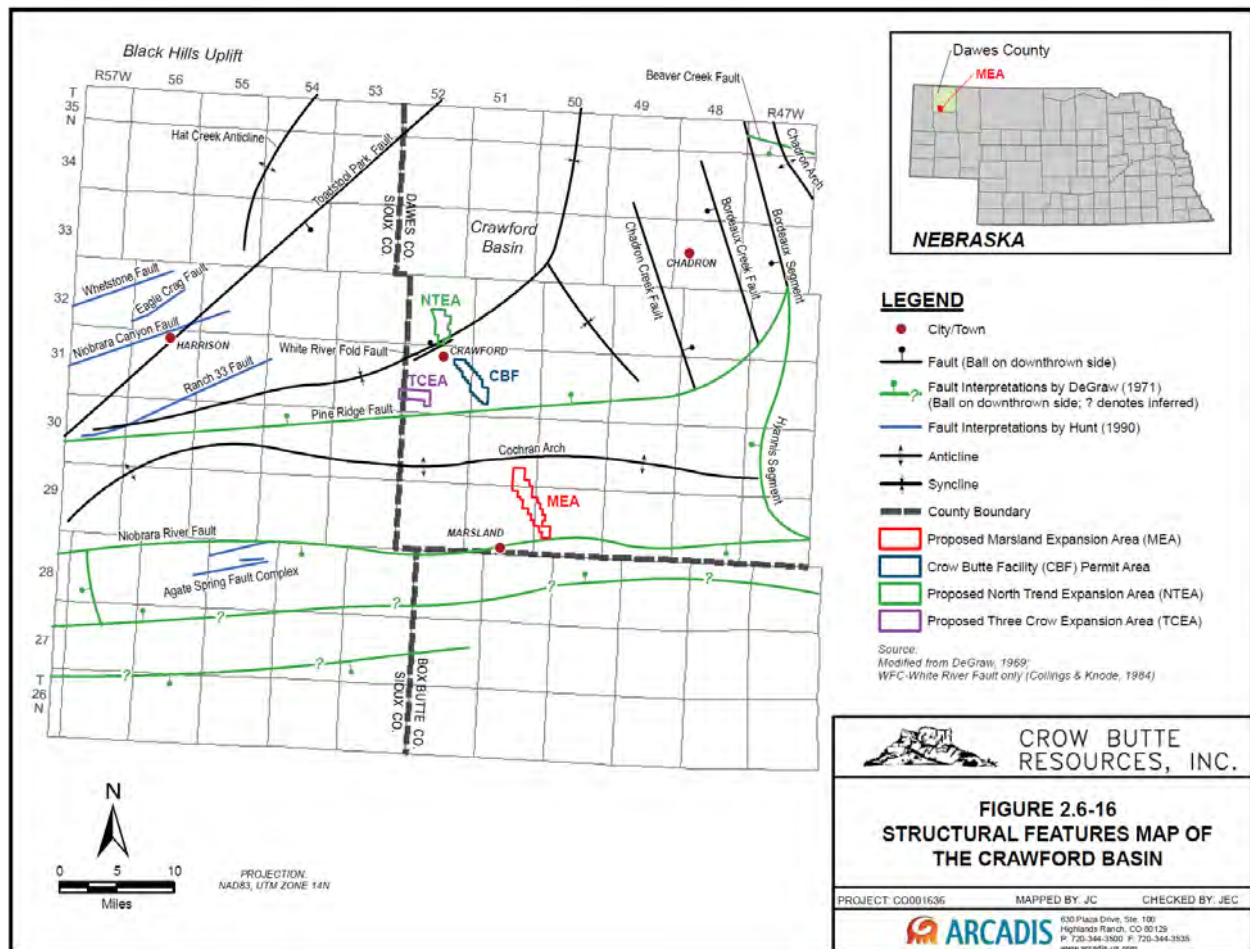 Black Hills Uplift
R57W
56
55
54
53
52
51
50
49
48
R47W
T
35
N
34
33
32
31
30
29
28
27
T
26
N
Beaver Creek Fault
Hat Creek Anticline
Toadstool Park Fault
Chadron Arch
DAWES CO.
SIOUX CO.
Crawford
Basin
Bordeaux Segment
Bordeaux Creek Fault
Chadron Creek Fault
CHADRON
Whetstone Fault
Eagle Crag Fault
Niobrara Canyon Fault
HARRISON
NTEA
White River Fold Fault
CRAWFORD
Ranch 33 Fault
TCEA
CBF
Pine Ridge Fault
Hyannis Segment
Cochran Arch
MEA
Niobrara River Fault
MARSLAND
Agate Spring Fault Complex
?
?
?
?
?
BOX BUTTE CO.
SIOUX CO.
N
0 5 10
Miles
PROJECTION:
NAD83, UTM ZONE 14N
Dawes County
MEA
NEBRASKA
LEGEND
City/Town
Fault (Ball on downthrown side)
? Fault Interpretations by DeGraw (1971)
(Ball on downthrown side; ? denotes inferred)
Fault Interpretations by Hunt (1990)
Anticline
Syncline
County Boundary
Proposed Marsland Expansion Area (MEA)
Crow Butte Facility (CBF) Permit Area
Proposed North Trend Expansion Area (NTEA)
Proposed Three Crow Expansion Area (TCEA)
Source:
Modified from DeGraw, 1969;
WFC-White River Fault only (Collings & Knode, 1984)
CROW BUTTE
RESOURCES, INC.
FIGURE 2.6-16
STRUCTURAL FEATURES MAP OF
THE CRAWFORD BASIN
PROJECT: CO001636 MAPPED BY: JC CHECKED BY: JEC
ARCADIS
630 Plaza Drive, Ste. 100
Highlands Ranch, CO 80129
P: 720-344-3500 F: 720-344-3535
www.arcadis-us.com